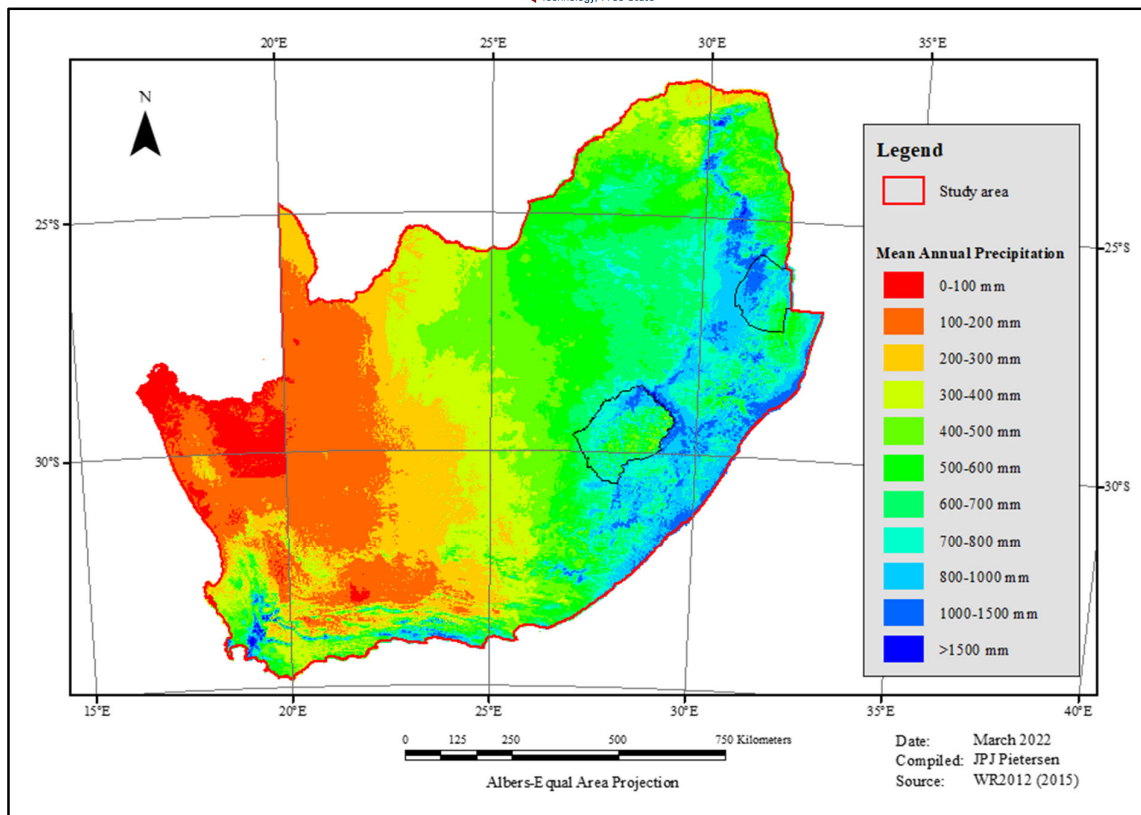 Technology, Free State
20°E 25°E 30°E 35°E
N
Legend
Study area
25°S 25°S
Mean Annual Precipitation
0-100 mm
100-200 mm
200-300 mm
300-400 mm
400-500 mm
30°S 30°S
500-600 mm
600-700 mm
700-800 mm
800-1000 mm
1000-1500 mm
>1500 mm
15°E 20°E 25°E 30°E 35°E 40°E
0 125 250 500 750 Kilometers
Albers-Equal Area Projection
Date: March 2022
Compiled: JPJ Pietersen
Source: WR2012 (2015)